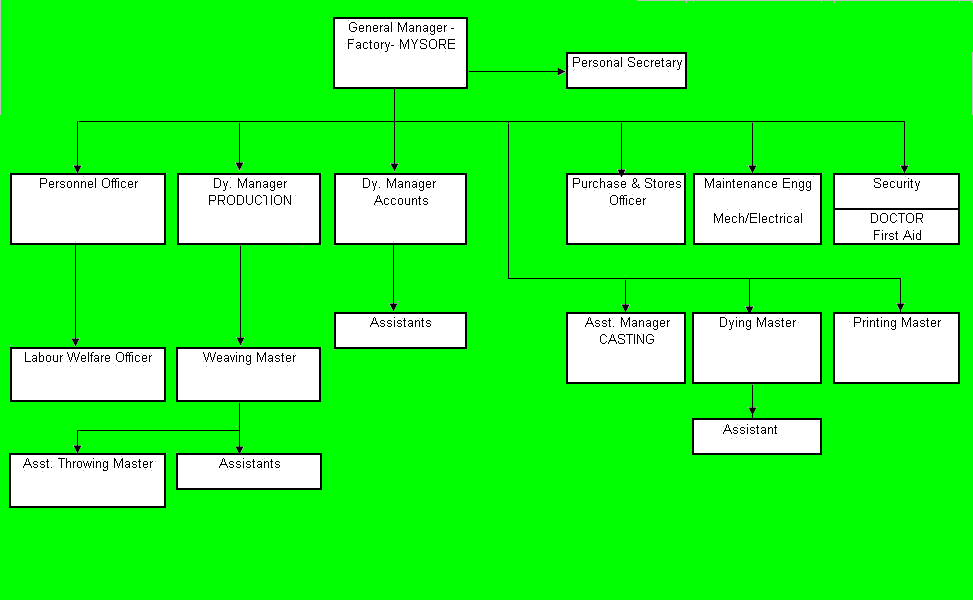 General Manager -
Factory- MYSORE
Personal Secretary
Personnel Officer
Dy. Manager
PRODUCTION
Dy. Manager
Accounts
Purchase & Stores
Officer
Maintenance Engg
Mech/Electrical
Security
DOCTOR
First Aid
Assistants
Asst. Manager
CASTING
Dying Master
Printing Master
Labour Welfare Officer
Weaving Master
Assistant
Asst. Throwing Master
Assistants